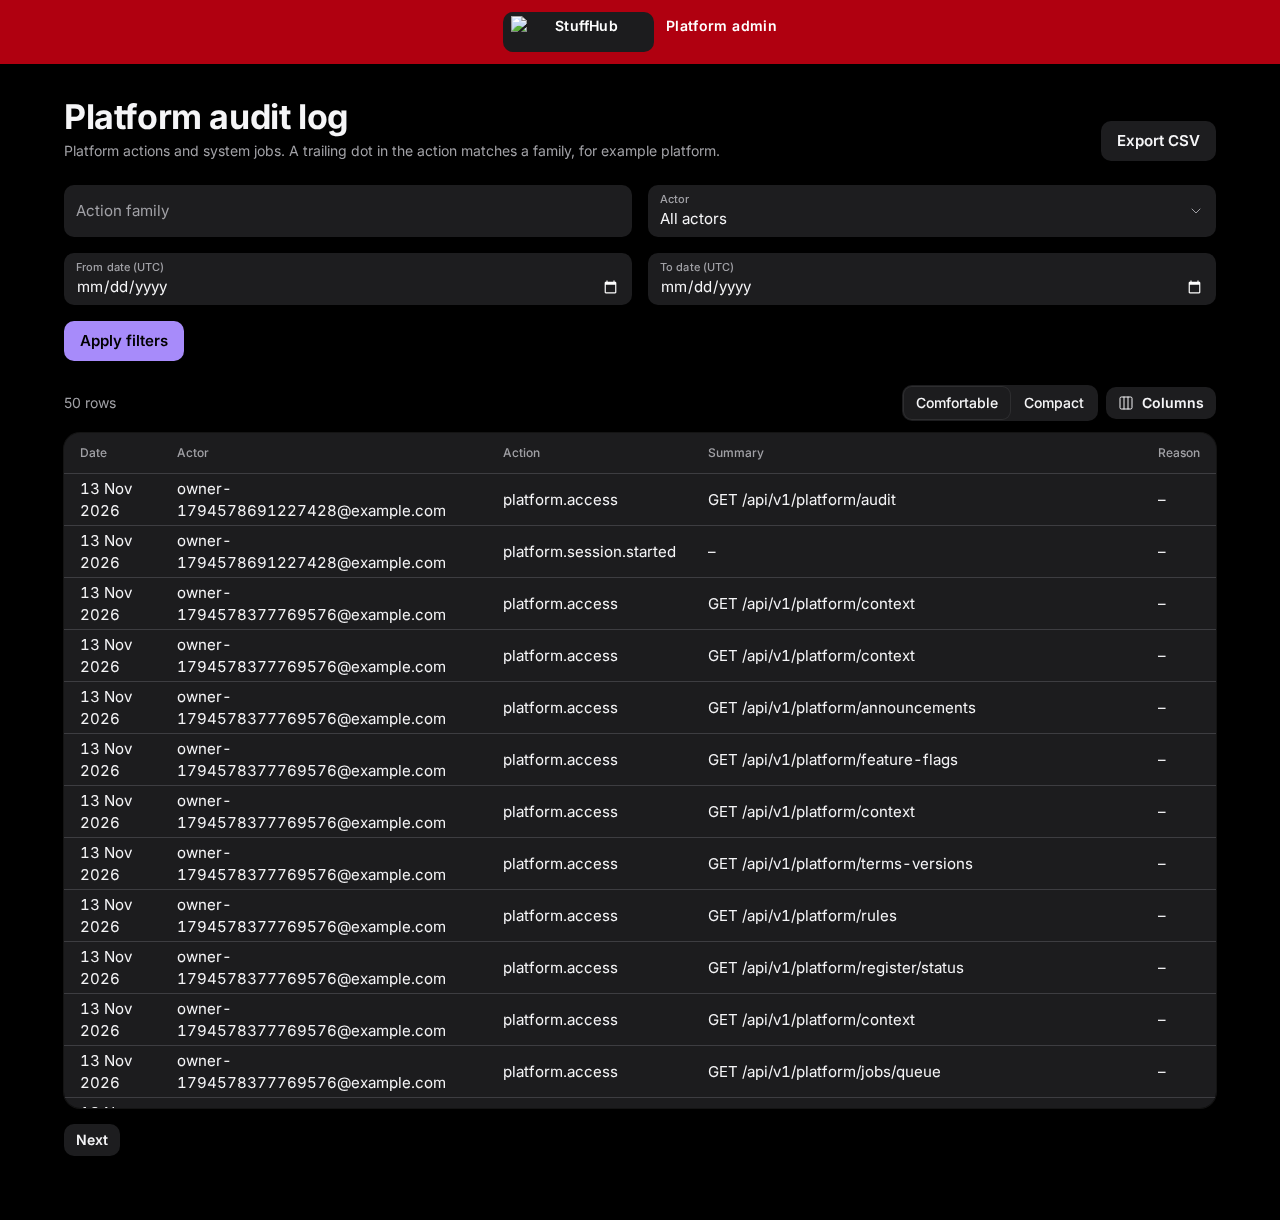 StuffHub Platform admin
Platform audit log
Platform actions and system jobs. A trailing dot in the action matches a family, for example platform.
Export CSV
Action family
Actor
All actors
From date (UTC)
mm/dd/yyyy
To date (UTC)
mm/dd/yyyy
Apply filters
50 rows
Comfortable Compact Columns
Date Actor Action Summary Reason
13 Nov 2026 owner-1794578691227428@example.com platform.access GET /api/v1/platform/audit –
13 Nov 2026 owner-1794578691227428@example.com platform.session.started – –
13 Nov 2026 owner-1794578377769576@example.com platform.access GET /api/v1/platform/context –
13 Nov 2026 owner-1794578377769576@example.com platform.access GET /api/v1/platform/context –
13 Nov 2026 owner-1794578377769576@example.com platform.access GET /api/v1/platform/announcements –
13 Nov 2026 owner-1794578377769576@example.com platform.access GET /api/v1/platform/feature-flags –
13 Nov 2026 owner-1794578377769576@example.com platform.access GET /api/v1/platform/context –
13 Nov 2026 owner-1794578377769576@example.com platform.access GET /api/v1/platform/terms-versions –
13 Nov 2026 owner-1794578377769576@example.com platform.access GET /api/v1/platform/rules –
13 Nov 2026 owner-1794578377769576@example.com platform.access GET /api/v1/platform/register/status –
13 Nov 2026 owner-1794578377769576@example.com platform.access GET /api/v1/platform/context –
13 Nov 2026 owner-1794578377769576@example.com platform.access GET /api/v1/platform/jobs/queue –
Next